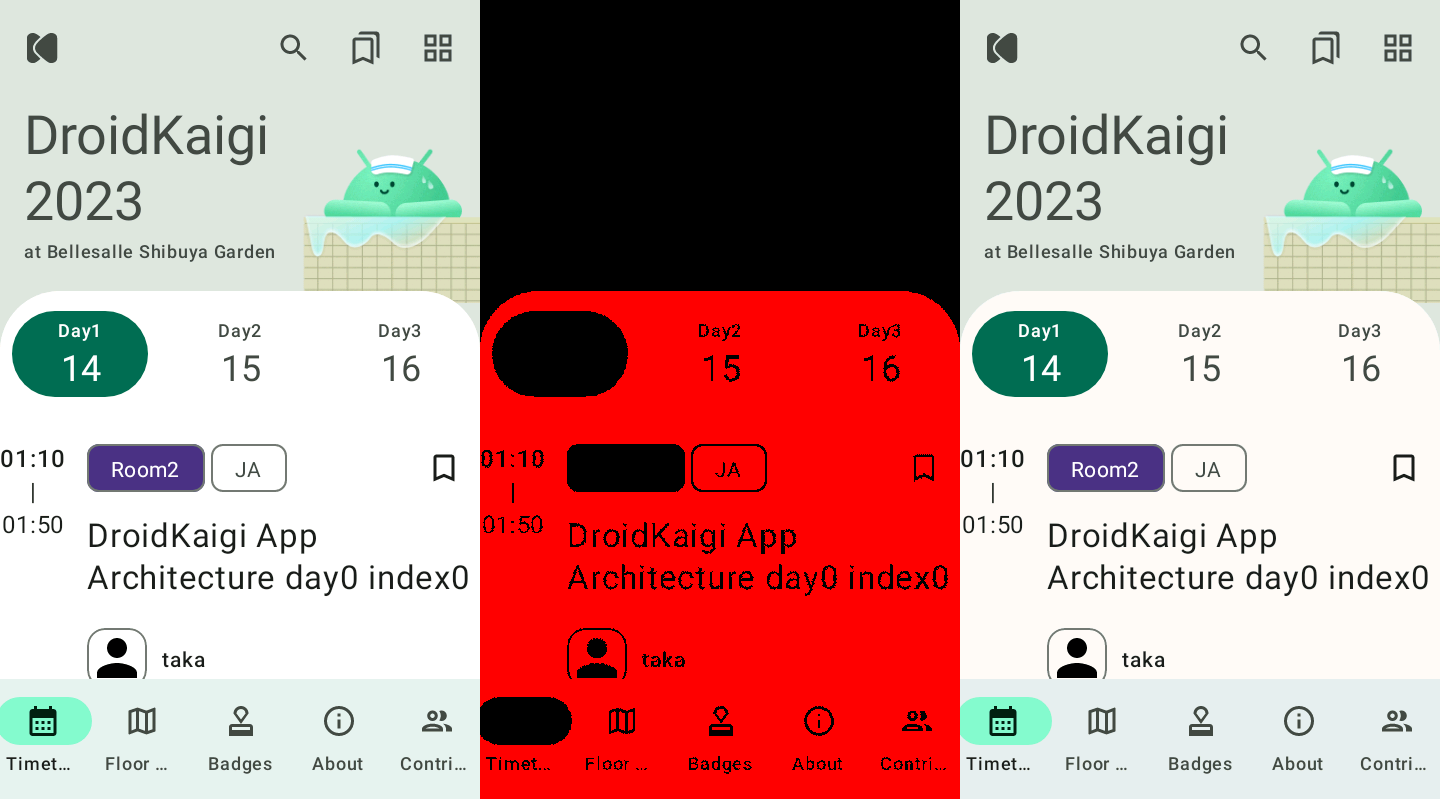 DroidKaigi
2023
at Bellesalle Shibuya Garden
Day1 Day2 Day3
14 15 16
01:10 Room2 JA
01:50
DroidKaigi App
Architecture day0 index0
taka
Timet... Floor ... Badges About Contri...
Day2 Day3
15 16
01:10 JA
01:50
DroidKaigi App
Architecture day0 index0
taka
Timet... Floor ... Badges About Contri...
DroidKaigi
2023
at Bellesalle Shibuya Garden
Day1 Day2 Day3
14 15 16
01:10 Room2 JA
01:50
DroidKaigi App
Architecture day0 index0
taka
Timet... Floor ... Badges About Contri...